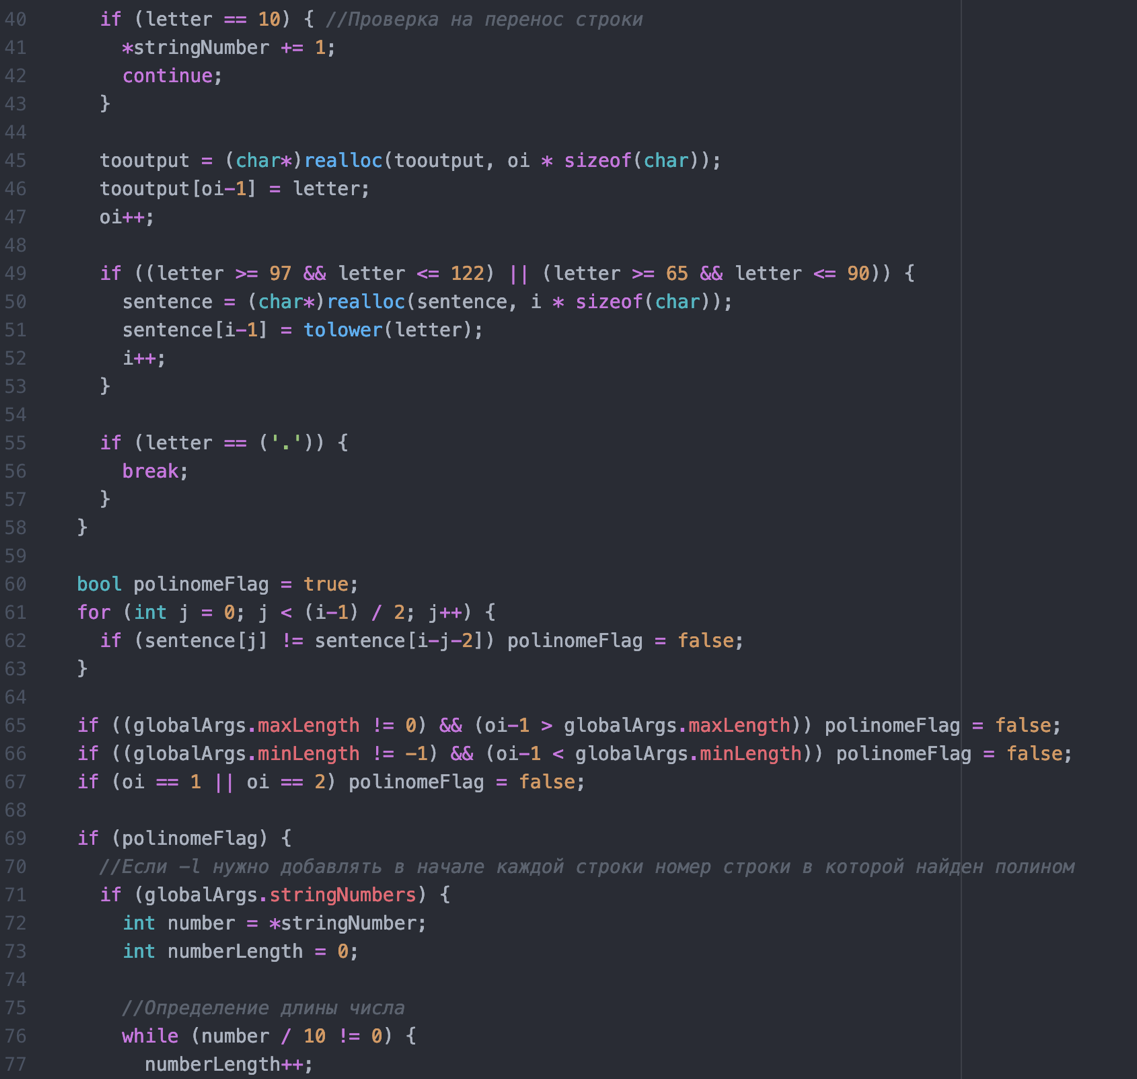 40 if (letter == 10) { //Проверка на перенос строки
41 *stringNumber += 1;
42 continue;
43 }
44
45 tooutput = (char*)realloc(tooutput, oi * sizeof(char));
46 tooutput[oi-1] = letter;
47 oi++;
48
49 if ((letter >= 97 && letter <= 122) || (letter >= 65 && letter <= 90)) {
50 sentence = (char*)realloc(sentence, i * sizeof(char));
51 sentence[i-1] = tolower(letter);
52 i++;
53 }
54
55 if (letter == ('.')) {
56 break;
57 }
58 }
59
60 bool polinomeFlag = true;
61 for (int j = 0; j < (i-1) / 2; j++) {
62 if (sentence[j] != sentence[i-j-2]) polinomeFlag = false;
63 }
64
65 if ((globalArgs.maxLength != 0) && (oi-1 > globalArgs.maxLength)) polinomeFlag = false;
66 if ((globalArgs.minLength != -1) && (oi-1 < globalArgs.minLength)) polinomeFlag = false;
67 if (oi == 1 || oi == 2) polinomeFlag = false;
68
69 if (polinomeFlag) {
70 //Если -l нужно добавлять в начале каждой строки номер строки в которой найден полином
71 if (globalArgs.stringNumbers) {
72 int number = *stringNumber;
73 int numberLength = 0;
74
75 //Определение длины числа
76 while (number / 10 != 0) {
77 numberLength++;